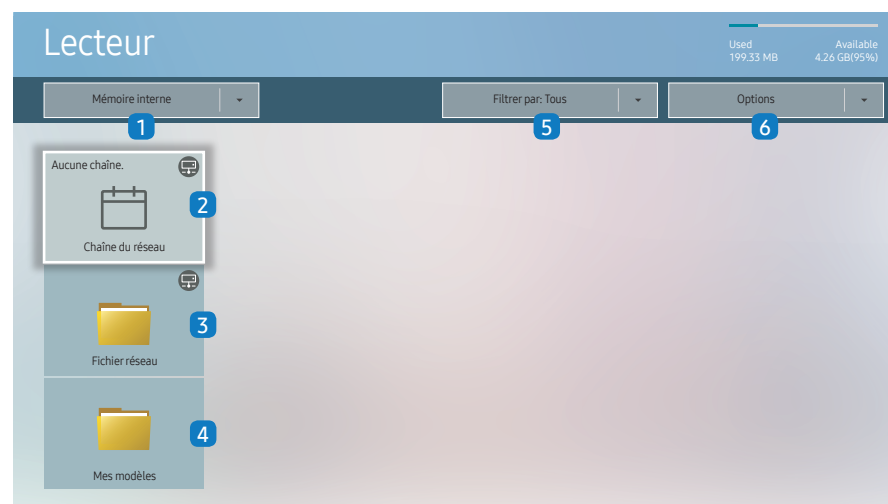 Lecteur
Used Available
199.33 MB 4.26 GB(95%)
Mémoire interne Filtrer par: Tous Options
1 5 6
Aucune chaîne.
2
Chaîne du réseau
3
Fichier réseau
4
Mes modèles